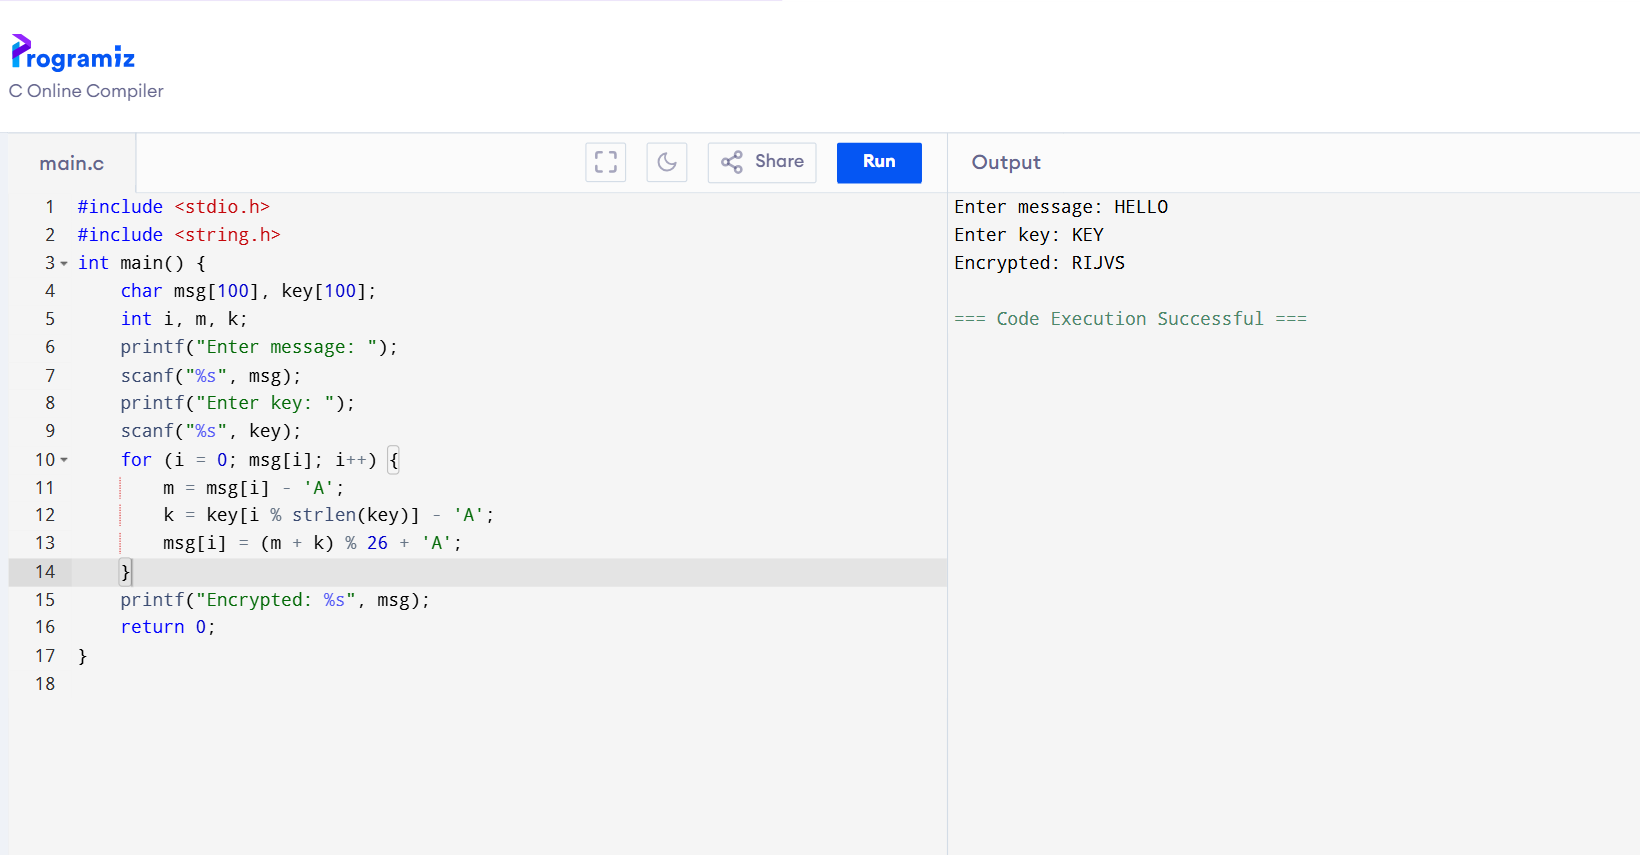 Programiz
C Online Compiler
main.c
Share
Run
Output
1 #include <stdio.h>
2 #include <string.h>
3 int main() {
4     char msg[100], key[100];
5     int i, m, k;
6     printf("Enter message: ");
7     scanf("%s", msg);
8     printf("Enter key: ");
9     scanf("%s", key);
10     for (i = 0; msg[i]; i++) {
11         m = msg[i] - 'A';
12         k = key[i % strlen(key)] - 'A';
13         msg[i] = (m + k) % 26 + 'A';
14     }
15     printf("Encrypted: %s", msg);
16     return 0;
17 }
18
Enter message: HELLO
Enter key: KEY
Encrypted: RIJVS
=== Code Execution Successful ===